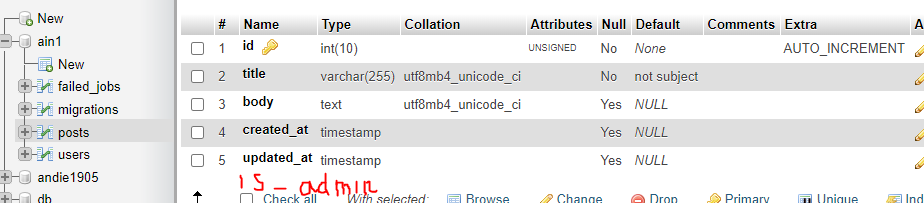 New
ain1
New
failed_jobs
migrations
posts
users
andie1905
db
# Name Type Collation Attributes Null Default Comments Extra
1 id int(10) UNSIGNED No None AUTO_INCREMENT
2 title varchar(255) utf8mb4_unicode_ci No not subject
3 body text utf8mb4_unicode_ci Yes NULL
4 created_at timestamp Yes NULL
5 updated_at timestamp Yes NULL
is_admin
Check all With selected: Browse Change Drop Primary Unique